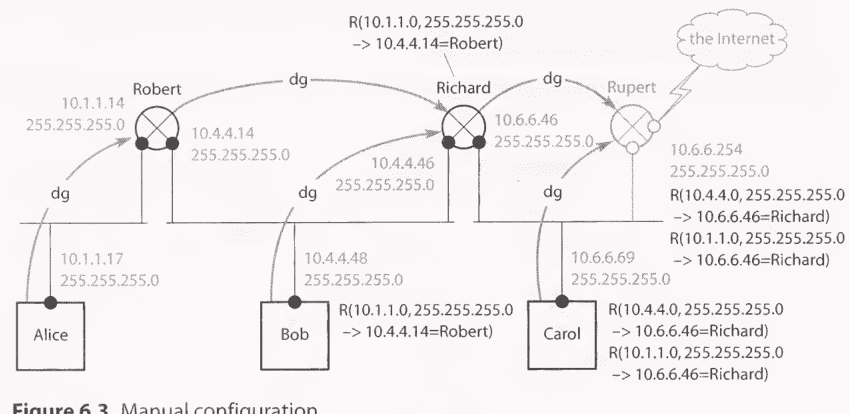 R(10.1.1.0, 255.255.255.0
–> 10.4.4.14=Robert)
the Internet
Robert
dg
Richard
dg
Rupert
10.1.1.14
255.255.255.0
10.4.4.14
255.255.255.0
10.6.6.46
255.255.255.0
10.4.4.46
255.255.255.0
10.6.6.254
255.255.255.0
R(10.4.4.0, 255.255.255.0
–> 10.6.6.46=Richard)
R(10.1.1.0, 255.255.255.0
–> 10.6.6.46=Richard)
dg
dg
dg
10.1.1.17
255.255.255.0
10.4.4.48
255.255.255.0
10.6.6.69
255.255.255.0
Alice
Bob
R(10.1.1.0, 255.255.255.0
–> 10.4.4.14=Robert)
Carol
R(10.4.4.0, 255.255.255.0
–> 10.6.6.46=Richard)
R(10.1.1.0, 255.255.255.0
–> 10.6.6.46=Richard)
Figure 6.3 Manual configuration